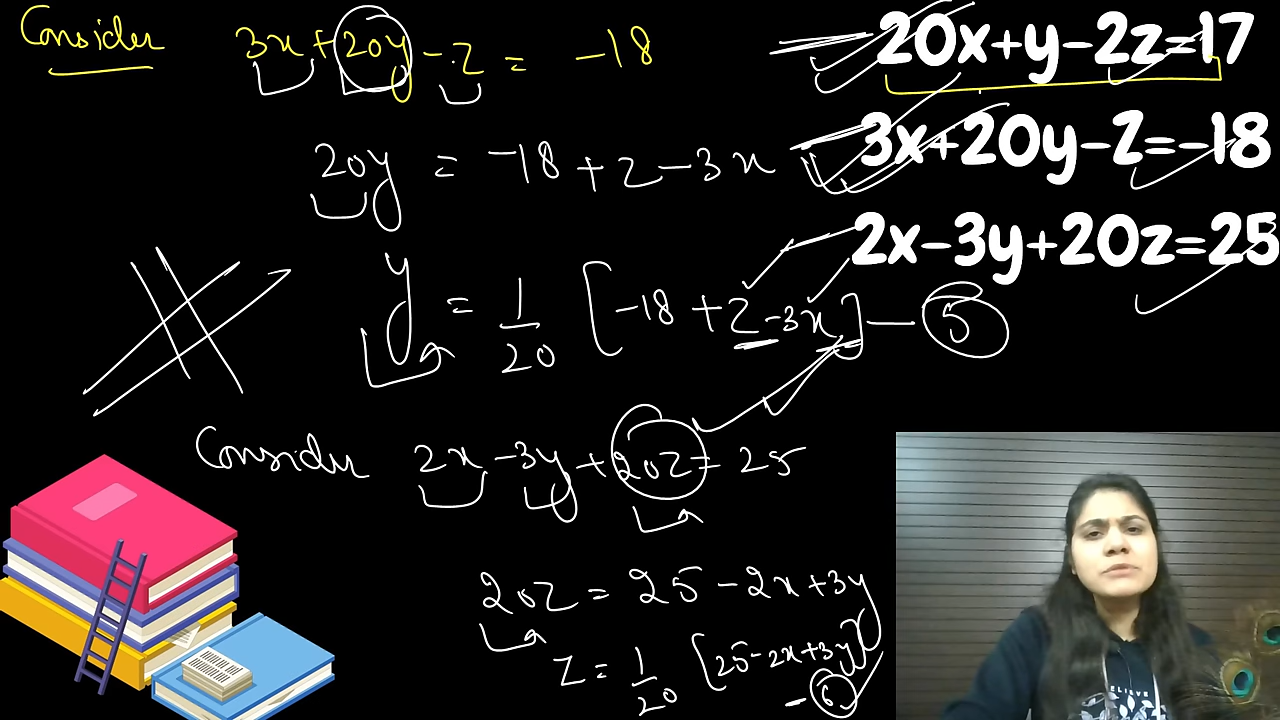 Consider 3x + 20y - z = -18
20x+y-2z=17
3x+20y-z=-18
2x-3y+20z=25
20y = -18 + z - 3x
y = 1/20 [-18 + z - 3x] — 5
Consider 2x - 3y + 20z = 25
20z = 25 - 2x + 3y
z = 1/20 [25 - 2x + 3y] - 6
BELIEVE